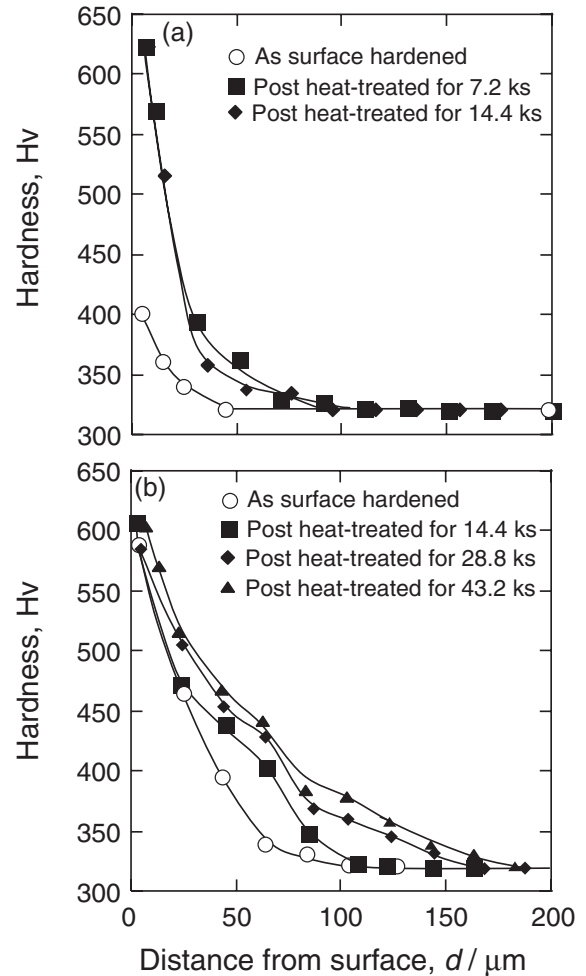 650
(a)
As surface hardened
600
Post heat-treated for 7.2 ks
Post heat-treated for 14.4 ks
550
500
Hardness, Hv
450
400
350
300
650
(b)
As surface hardened
600
Post heat-treated for 14.4 ks
Post heat-treated for 28.8 ks
550
Post heat-treated for 43.2 ks
500
Hardness, Hv
450
400
350
300
0 50 100 150 200
Distance from surface, d / μm